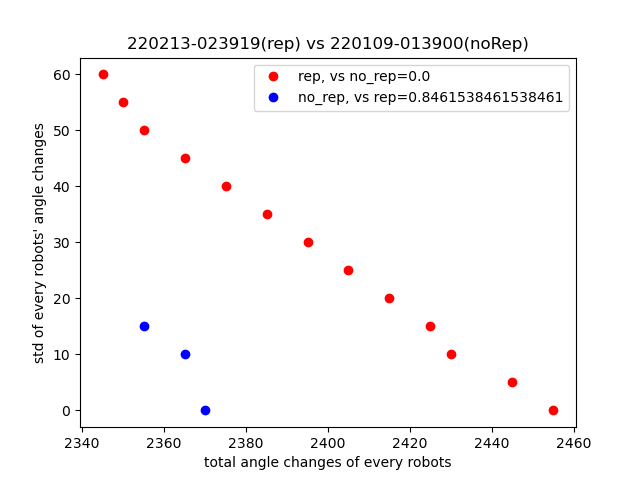 220213-023919(rep) vs 220109-013900(noRep)
rep, vs no_rep=0.0
no_rep, vs rep=0.8461538461538461
std of every robots' angle changes
60
50
40
30
20
10
0
2340 2360 2380 2400 2420 2440 2460
total angle changes of every robots